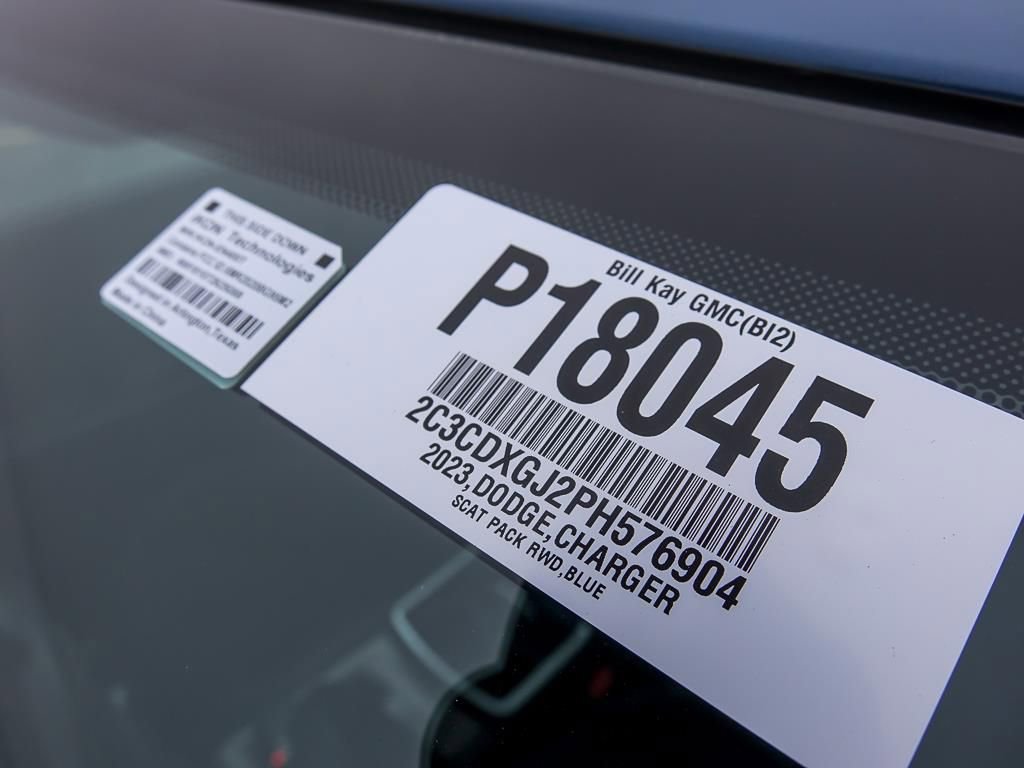 THIS SIDE DOWN
IKON Technologies
Designed in Arlington, Texas
Made in China
Bill Kay GMC(BI2)
P18045
2C3CDXGJ2PH576904
2023,DODGE,CHARGER
SCAT PACK RWD,BLUE